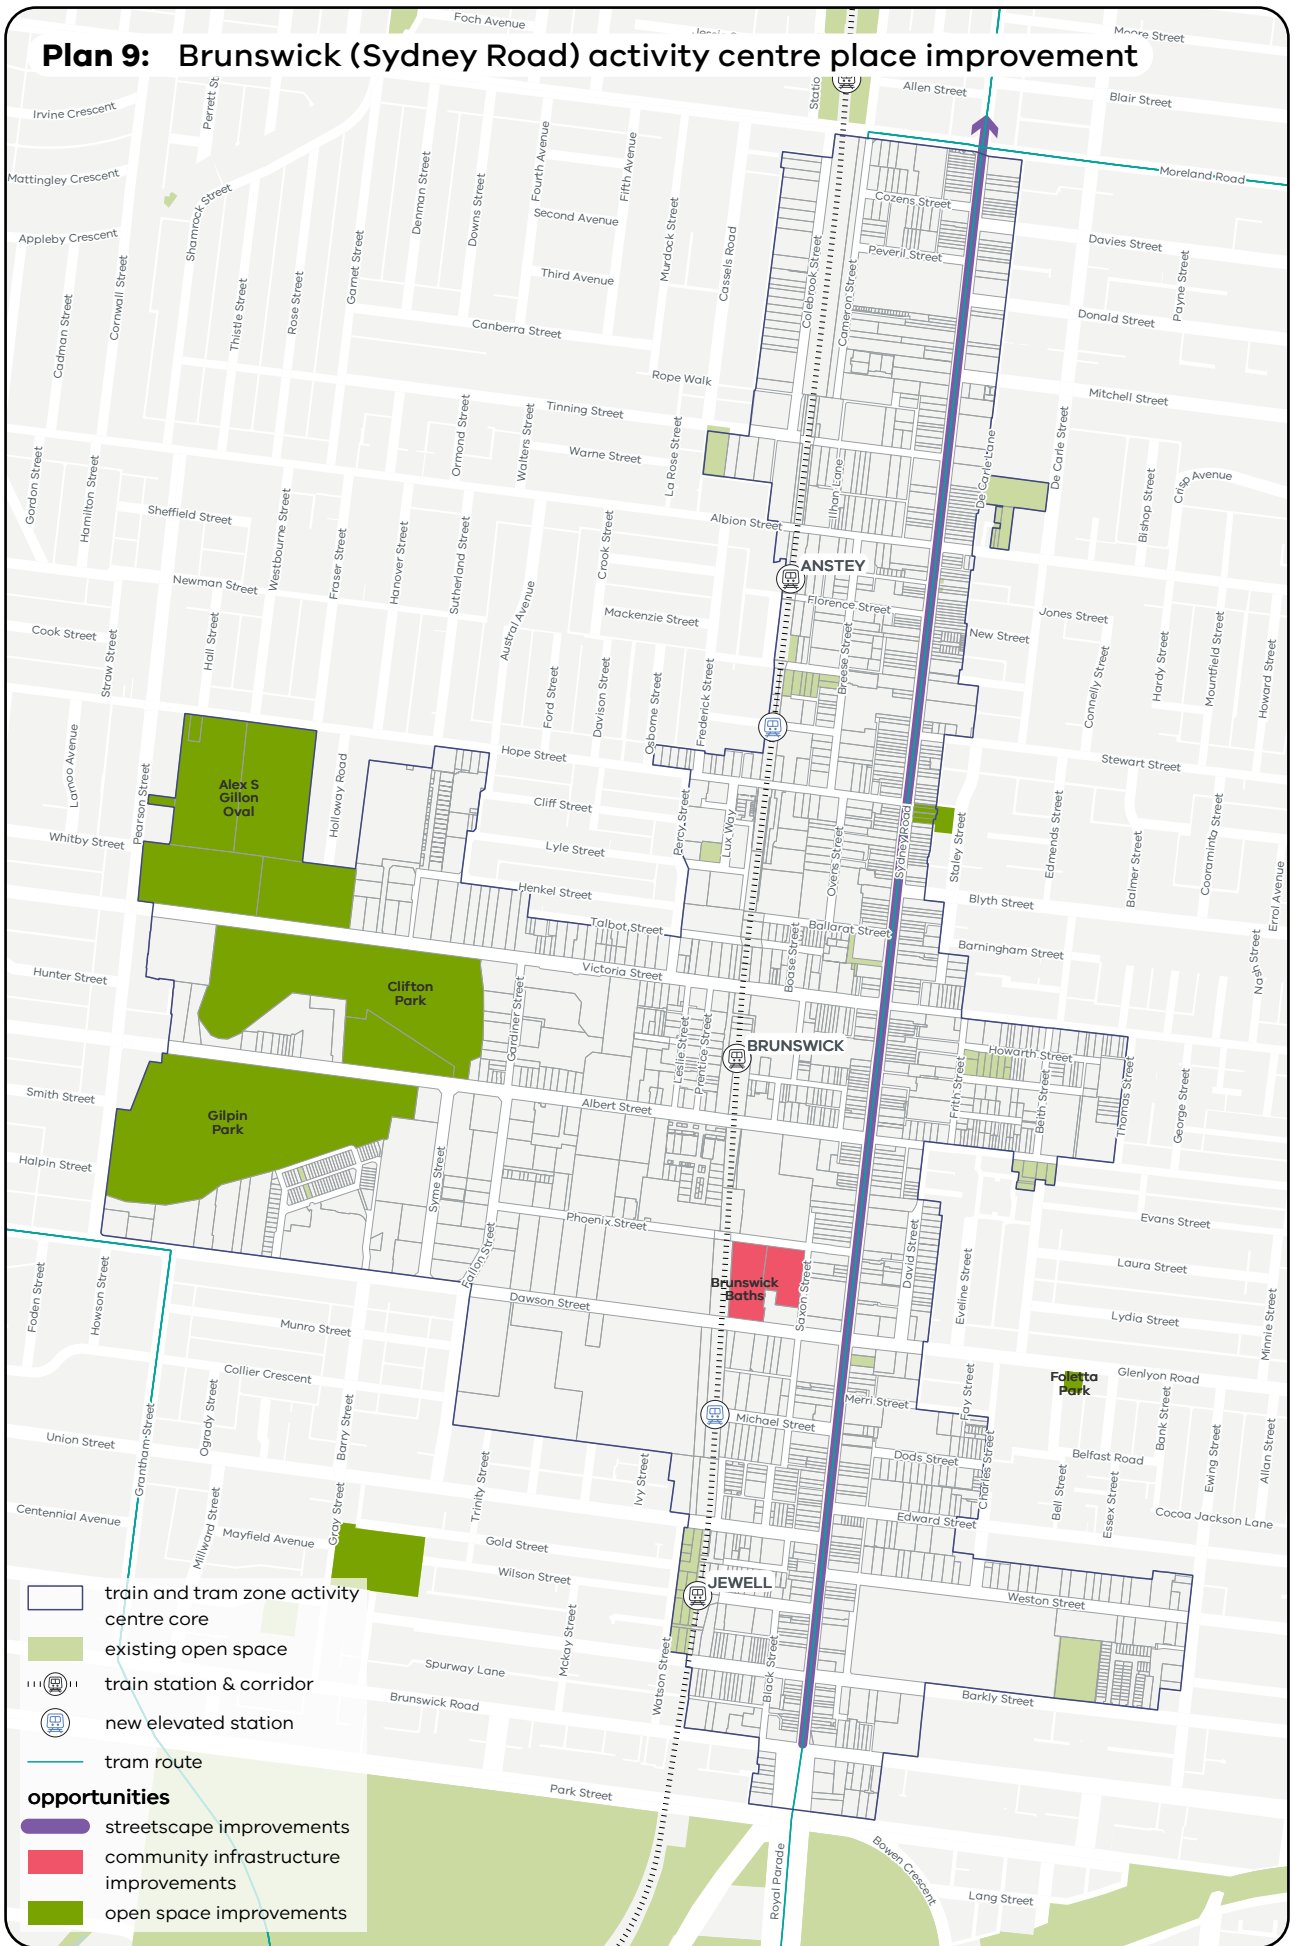 Foch Avenue
Moore Street
Plan 9: Brunswick (Sydney Road) activity centre place improvement
Allen Street
Blair Street
Irvine Crescent
Perrett St
Moreland Road
Mattingley Crescent
Shamrock Street
Appleby Crescent
Cadman Street
Cornwall Street
Thistle Street
Rose Street
Garnet Street
Denman Street
Downs Street
Fourth Avenue
Fifth Avenue
Second Avenue
Third Avenue
Murdock Street
Cassels Road
Canberra Street
Rope Walk
Colebrook Street
Cameron Street
Cozens Street
Peveril Street
Davies Street
Payne Street
Donald Street
Mitchell Street
Tinning Street
Warne Street
Ormond Street
Walters Street
La Rose Street
Gordon Street
Hamilton Street
Sheffield Street
Westbourne Street
Fraser Street
Hanover Street
Sutherland Street
Crook Street
Albion Street
Ilhan Lane
De Carle Lane
De Carle Street
Bishop Street
Crisp Avenue
ANSTEY
Newman Street
Hall Street
Cook Street
Straw Street
Austral Avenue
Mackenzie Street
Florence Street
Breese Street
New Street
Jones Street
Connelly Street
Hardy Street
Mountfield Street
Howard Street
Ford Street
Davison Street
Osborne Street
Frederick Street
Hope Street
Stewart Street
Lamoo Avenue
Pearson Street
Alex S
Gillon
Oval
Holloway Road
Whitby Street
Cliff Street
Lyle Street
Henkel Street
Talbot Street
Percy Street
Lux Way
Ovens Street
Sydney Road
Staley Street
Edmends Street
Balmer Street
Cooraminta Street
Errol Avenue
Blyth Street
Ballarat Street
Barningham Street
Nash Street
Hunter Street
Clifton
Park
Victoria Street
Gardiner Street
Boase Street
Leslie Street
Prentice Street
BRUNSWICK
Howarth Street
Frith Street
Beith Street
Thomas Street
George Street
Smith Street
Gilpin
Park
Albert Street
Halpin Street
Syme Street
Fallon Street
Phoenix Street
David Street
Evans Street
Laura Street
Lydia Street
Minnie Street
Eveline Street
Foden Street
Howson Street
Brunswick
Baths
Saxon Street
Dawson Street
Munro Street
Collier Crescent
Foletta
Park
Glenlyon Road
Grantham Street
Ogrady Street
Barry Street
Merri Street
Michael Street
Fay Street
Bank Street
Union Street
Trinity Street
Ivy Street
Dods Street
Charles Street
Belfast Road
Bell Street
Essex Street
Ewing Street
Allan Street
Centennial Avenue
Millward Street
Mayfield Avenue
Gray Street
Gold Street
Wilson Street
Edward Street
Cocoa Jackson Lane
JEWELL
Weston Street
Mckay Street
Watson Street
Black Street
Spurway Lane
Brunswick Road
Barkly Street
Park Street
Royal Parade
Bowen Crescent
Lang Street
train and tram zone activity
centre core
existing open space
train station & corridor
new elevated station
tram route
opportunities
streetscape improvements
community infrastructure
improvements
open space improvements